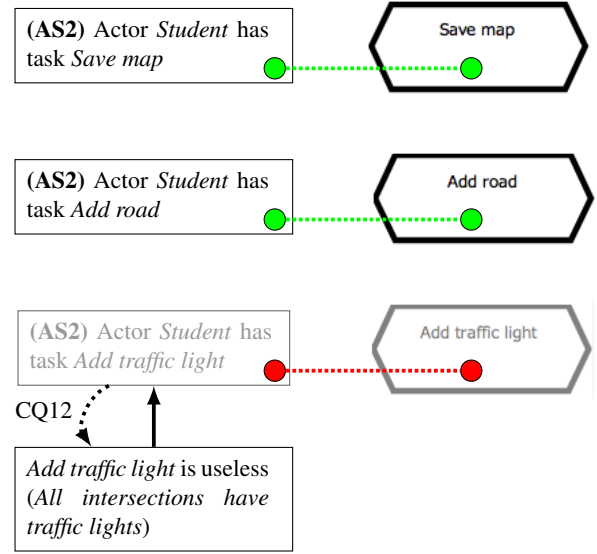 (AS2) Actor Student has
task Save map
Save map
(AS2) Actor Student has
task Add road
Add road
(AS2) Actor Student has
task Add traffic light
Add traffic light
CQ12
Add traffic light is useless
(All intersections have
traffic lights)